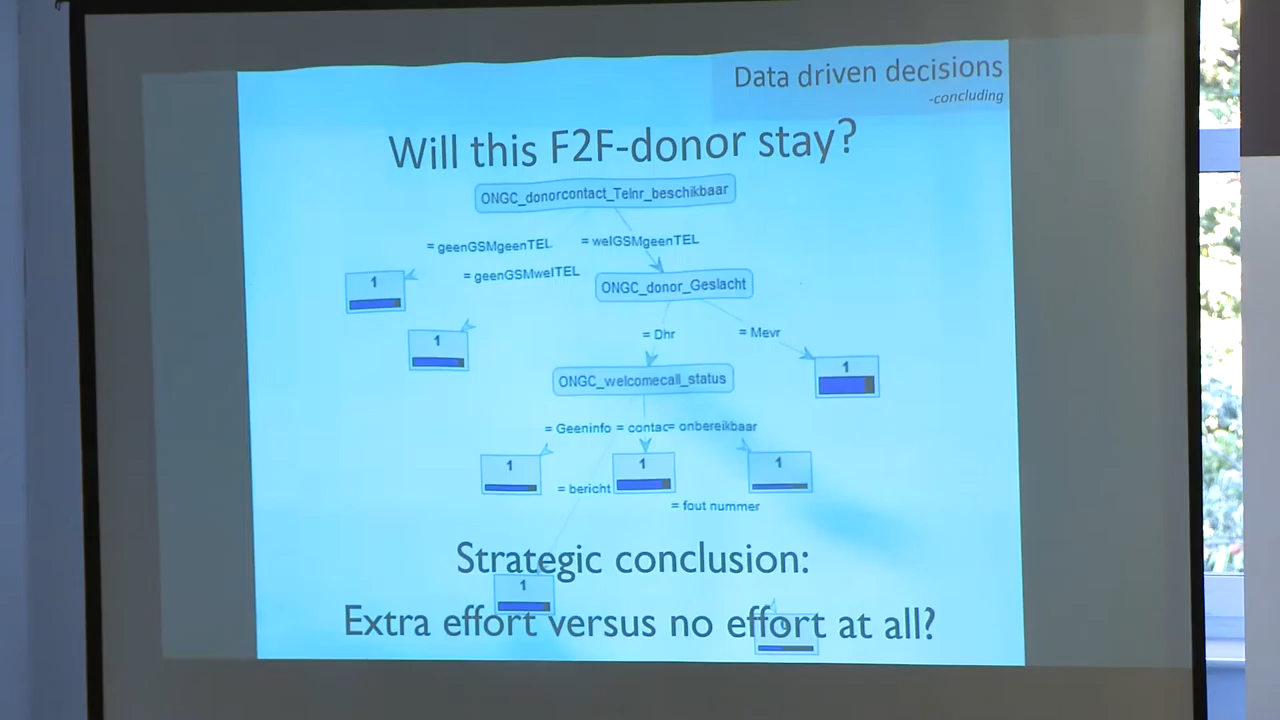 Data driven decisions
-concluding
Will this F2F-donor stay?
ONGC_donorcontact_Telnr_beschikbaar
= geenGSMgeenTEL = welGSMgeenTEL
= geenGSMwelTEL
1
ONGC_donor_Geslacht
= Dhr = Mevr
1
1
ONGC_welcomecall_status
= Geeninfo = contac= onbereikbaar
1 1 1
= bericht
= fout nummer
Strategic conclusion:
1
Extra effort versus no effort at all?